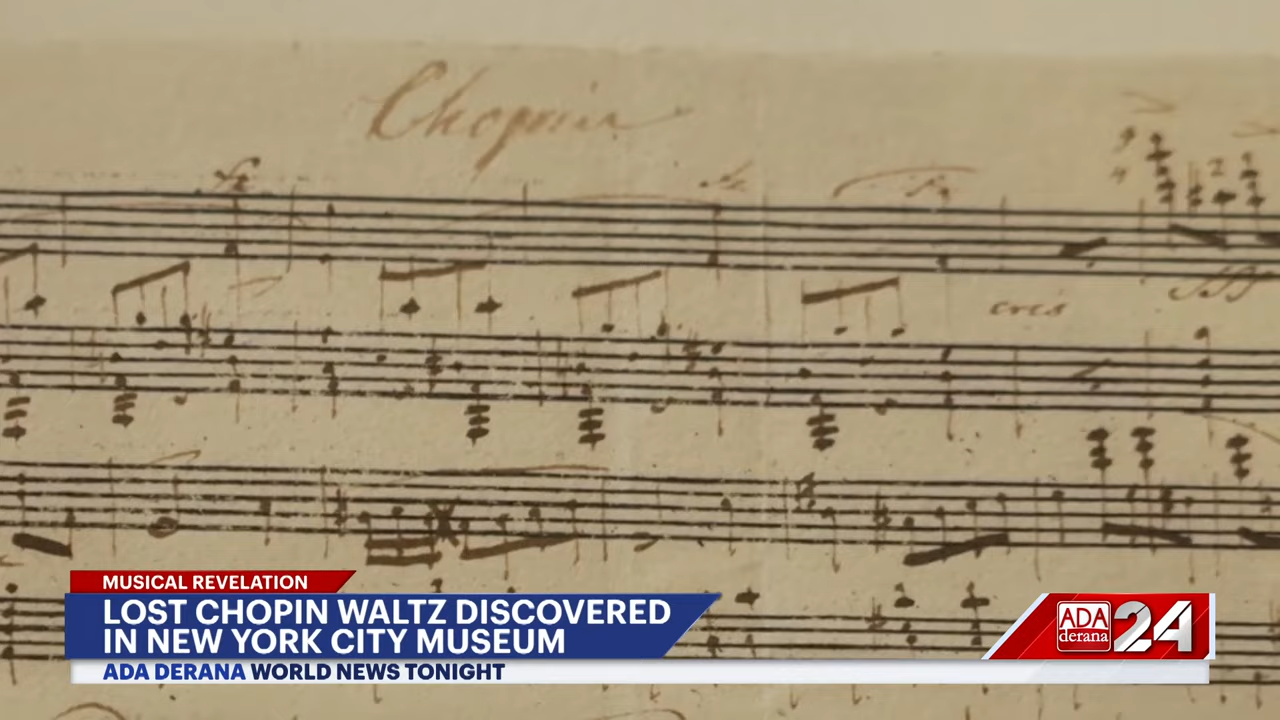 Chopin
cres
fff
MUSICAL REVELATION
LOST CHOPIN WALTZ DISCOVERED
IN NEW YORK CITY MUSEUM
ADA DERANA WORLD NEWS TONIGHT
ADA
derana
24